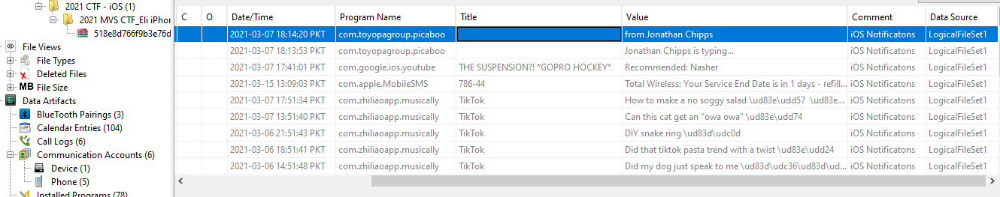 2021 CTF - iOS (1)
2021 MVS CTF_Eli iPhon
518e8d766f9b3e76d
File Views
File Types
Deleted Files
MB File Size
Data Artifacts
BlueTooth Pairings (3)
Calendar Entries (104)
Call Logs (6)
Communication Accounts (6)
Device (1)
Phone (5)
Installed Programs (78)
C O Date/Time Program Name Title Value Comment Data Source
2021-03-07 18:14:20 PKT com.toyopagroup.picaboo from Jonathan Chipps iOS Notificatons LogicalFileSet1
2021-03-07 18:13:53 PKT com.toyopagroup.picaboo Jonathan Chipps is typing... iOS Notificatons LogicalFileSet1
2021-03-07 17:41:01 PKT com.google.ios.youtube THE SUSPENSION?! *GOPRO HOCKEY* Recommended: Nasher iOS Notificatons LogicalFileSet1
2021-03-15 13:09:03 PKT com.apple.MobileSMS 786-44 Total Wireless: Your Service End Date is in 1 days - refill... iOS Notificatons LogicalFileSet1
2021-03-07 17:51:34 PKT com.zhiliaoapp.musically TikTok How to make a no soggy salad \ud83e\udd57 \ud83e... iOS Notificatons LogicalFileSet1
2021-03-07 13:51:40 PKT com.zhiliaoapp.musically TikTok Can this cat get an "owa owa" \ud83e\udd74 iOS Notificatons LogicalFileSet1
2021-03-06 21:51:43 PKT com.zhiliaoapp.musically TikTok DIY snake ring \ud83d\udc0d iOS Notificatons LogicalFileSet1
2021-03-06 18:51:41 PKT com.zhiliaoapp.musically TikTok Did that tiktok pasta trend with a twist \ud83e\udd24 iOS Notificatons LogicalFileSet1
2021-03-06 14:51:48 PKT com.zhiliaoapp.musically TikTok Did my dog just speak to me \ud83d\udc36\ud83d\ud... iOS Notificatons LogicalFileSet1